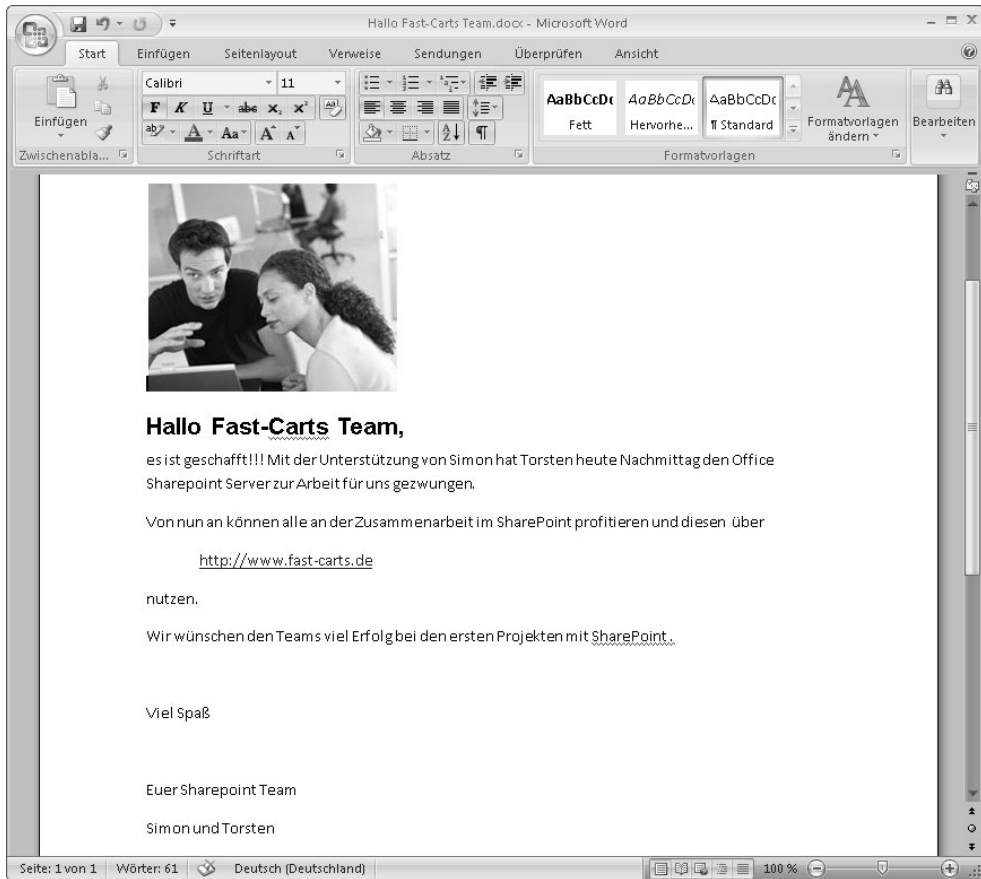 Hallo Fast-Carts Team.docx - Microsoft Word
Start Einfügen Seitenlayout Verweise Sendungen Überprüfen Ansicht
Einfügen
Zwischenabla...
Calibri 11
F K U abe x₂ x² 
ab A Aa A A
Schriftart
Absatz
AaBbCcDc AaBbCcDc AaBbCcDc
Fett Hervorhe... ¶ Standard
Formatvorlagen ändern
Formatvorlagen
Bearbeiten
Hallo Fast-Carts Team,
es ist geschafft!!! Mit der Unterstützung von Simon hat Torsten heute Nachmittag den Office
Sharepoint Server zur Arbeit für uns gezwungen.
Von nun an können alle an der Zusammenarbeit im SharePoint profitieren und diesen über
http://www.fast-carts.de
nutzen.
Wir wünschen den Teams viel Erfolg bei den ersten Projekten mit SharePoint .
Viel Spaß
Euer Sharepoint Team
Simon und Torsten
Seite: 1 von 1 Wörter: 61 Deutsch (Deutschland) 100 %